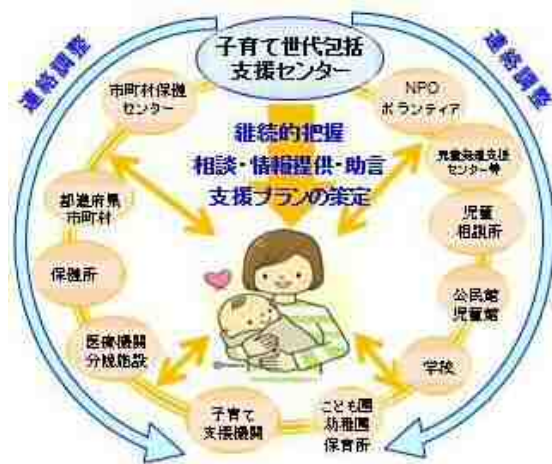 子育て世代包括
支援センター
連絡調整
連絡調整
市町村保健
センター
NPO
ボランティア
継続的把握
相談・情報提供・助言
支援プランの策定
児童発達支援
センター等
都道府県
市町村
児童
相談所
保健所
公民館
児童館
医療機関
分娩施設
学校
子育て
支援機関
こども園
幼稚園
保育所